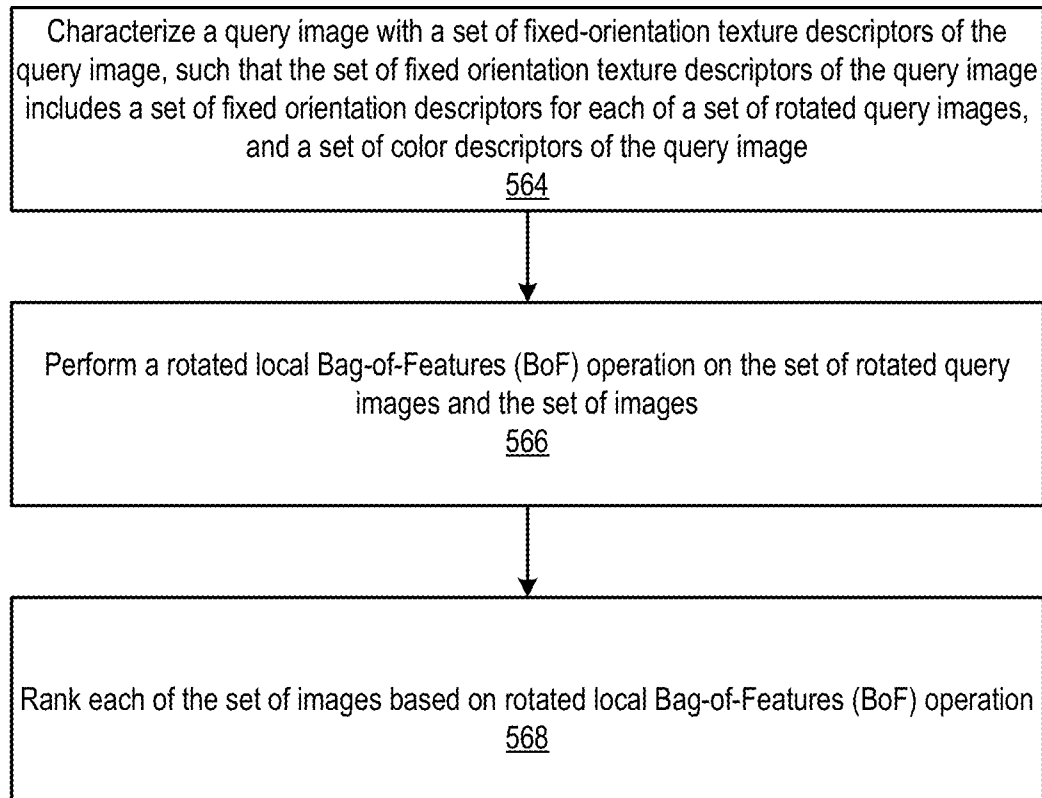 Characterize a query image with a set of fixed-orientation texture descriptors of the
query image, such that the set of fixed orientation texture descriptors of the query image
includes a set of fixed orientation descriptors for each of a set of rotated query images,
and a set of color descriptors of the query image
564
Perform a rotated local Bag-of-Features (BoF) operation on the set of rotated query
images and the set of images
566
Rank each of the set of images based on rotated local Bag-of-Features (BoF) operation
568